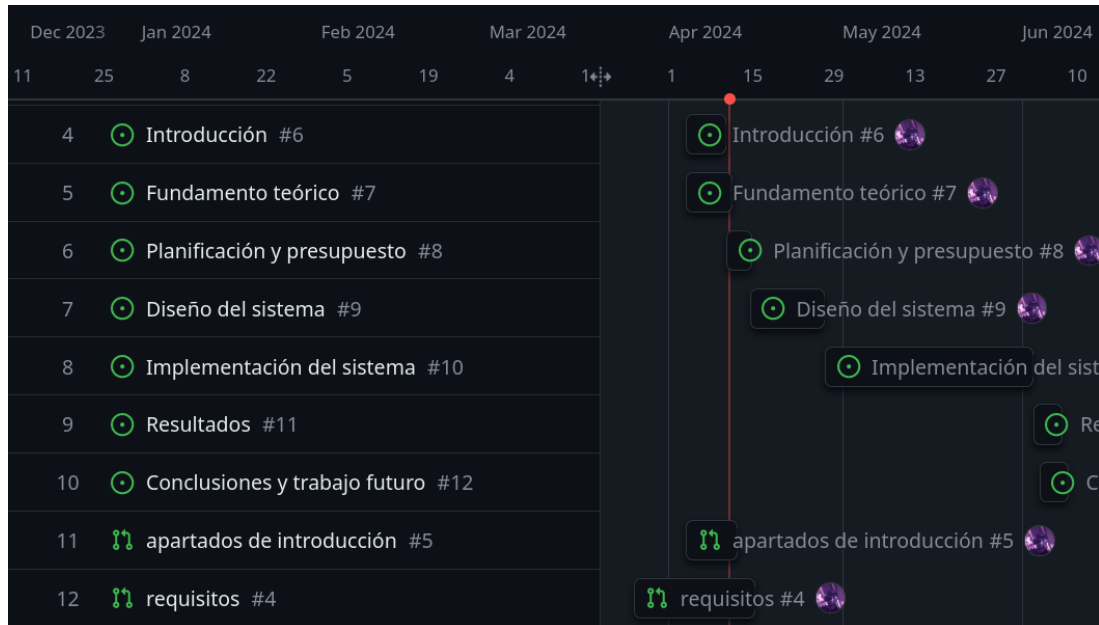 Dec 2023 Jan 2024 Feb 2024 Mar 2024 Apr 2024 May 2024 Jun 2024
11 25 8 22 5 19 4 1 1 15 29 13 27 10
4 Introducción #6 Introducción #6
5 Fundamento teórico #7 Fundamento teórico #7
6 Planificación y presupuesto #8 Planificación y presupuesto #8
7 Diseño del sistema #9 Diseño del sistema #9
8 Implementación del sistema #10 Implementación del sist
9 Resultados #11 Re
10 Conclusiones y trabajo futuro #12 C
11 apartados de introducción #5 apartados de introducción #5
12 requisitos #4 requisitos #4